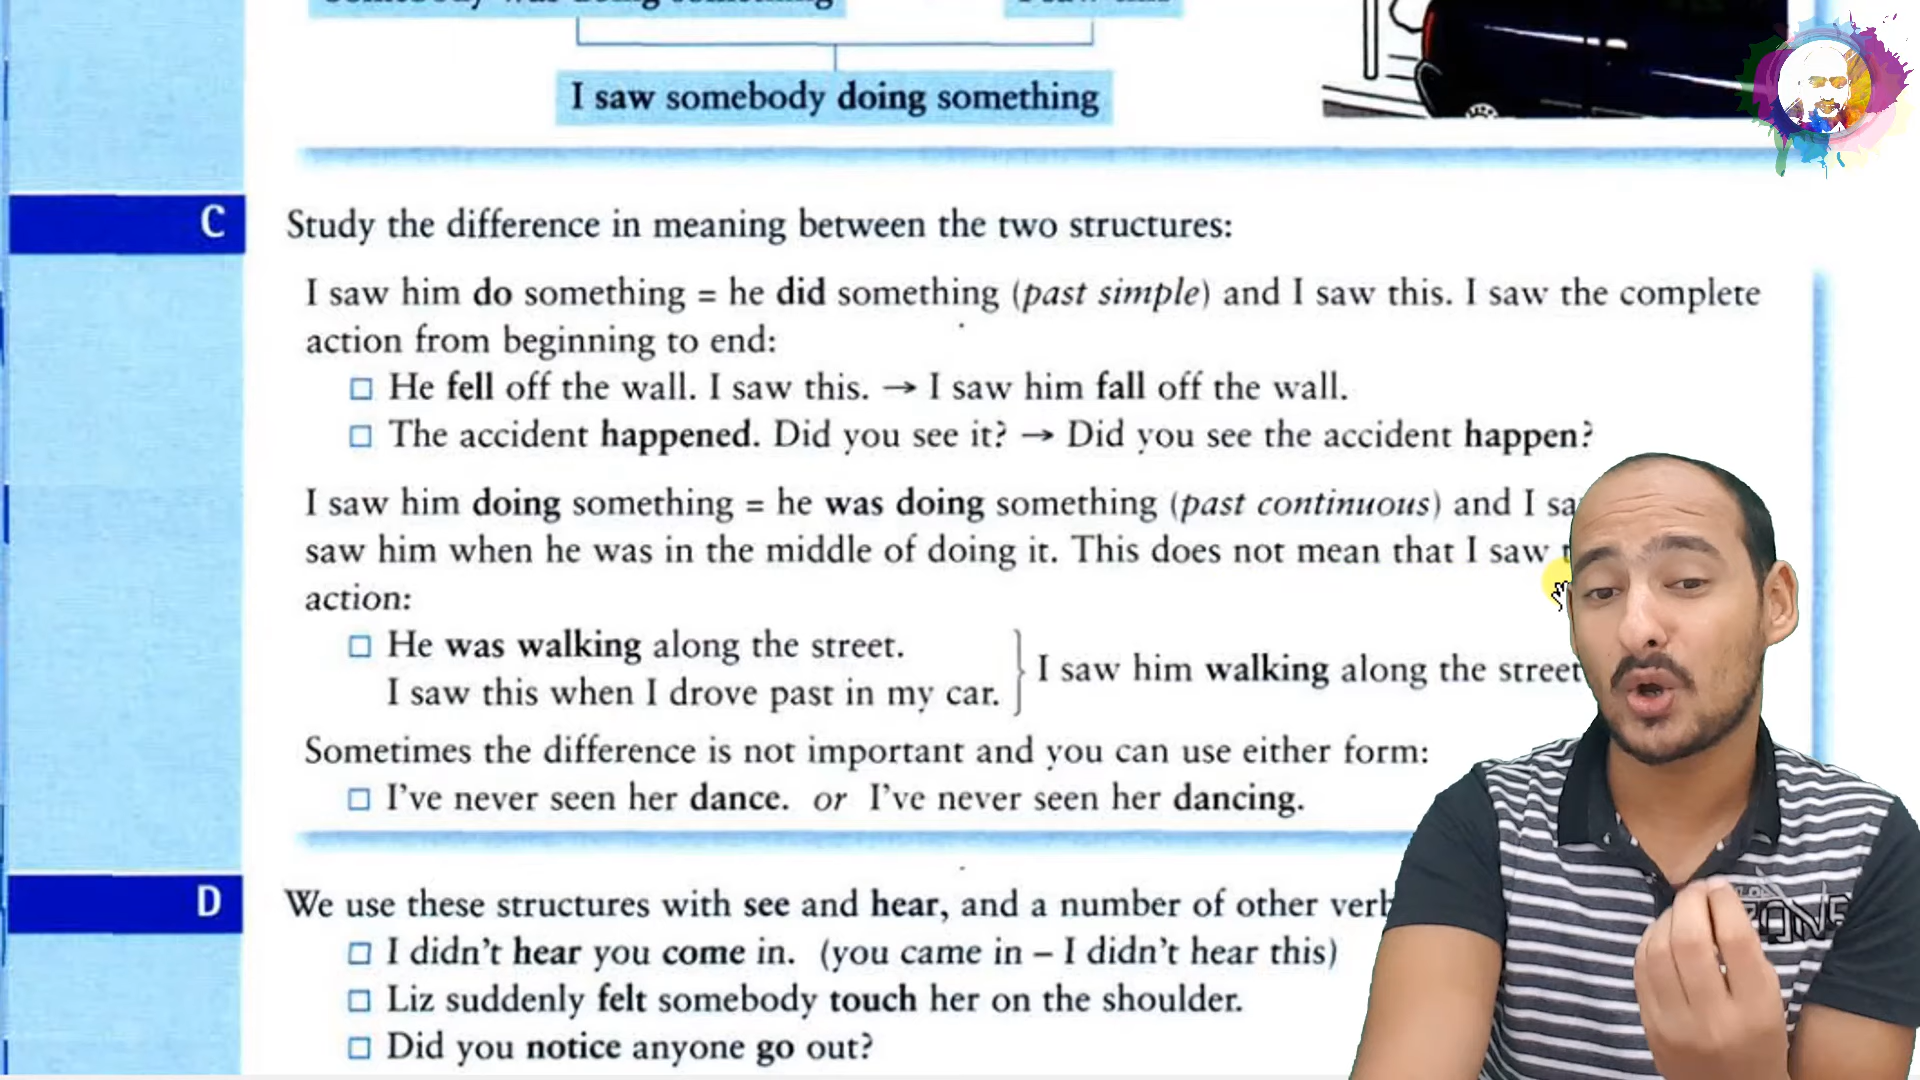 I saw somebody doing something
C
Study the difference in meaning between the two structures:
I saw him do something = he did something (past simple) and I saw this. I saw the complete
action from beginning to end:
He fell off the wall. I saw this. → I saw him fall off the wall.
The accident happened. Did you see it? → Did you see the accident happen?
I saw him doing something = he was doing something (past continuous) and I
saw him when he was in the middle of doing it. This does not mean that I saw
action:
He was walking along the street.
I saw this when I drove past in my car.
I saw him walking along the street
Sometimes the difference is not important and you can use either form:
I've never seen her dance. or I've never seen her dancing.
D
We use these structures with see and hear, and a number of other
I didn't hear you come in. (you came in – I didn't hear this)
Liz suddenly felt somebody touch her on the shoulder.
Did you notice anyone go out?